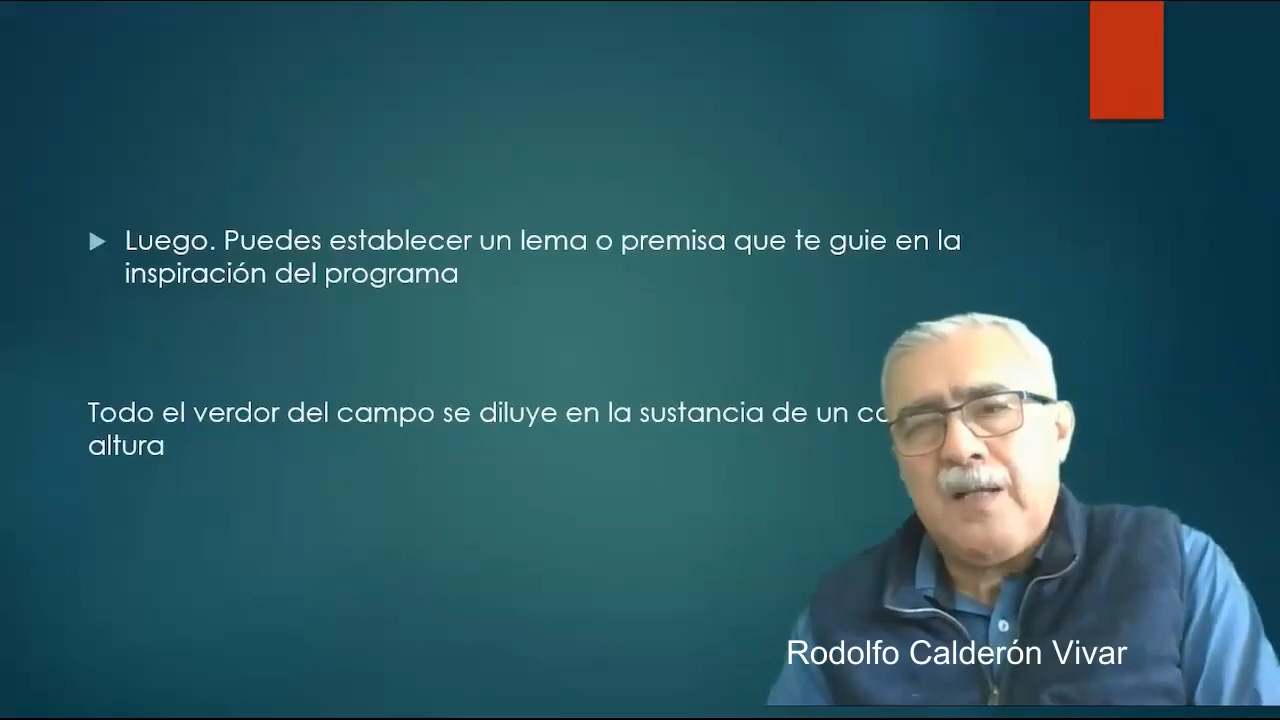 Luego. Puedes establecer un lema o premisa que te guie en la
inspiración del programa
Todo el verdor del campo se diluye en la sustancia de un
altura
Rodolfo Calderón Vivar